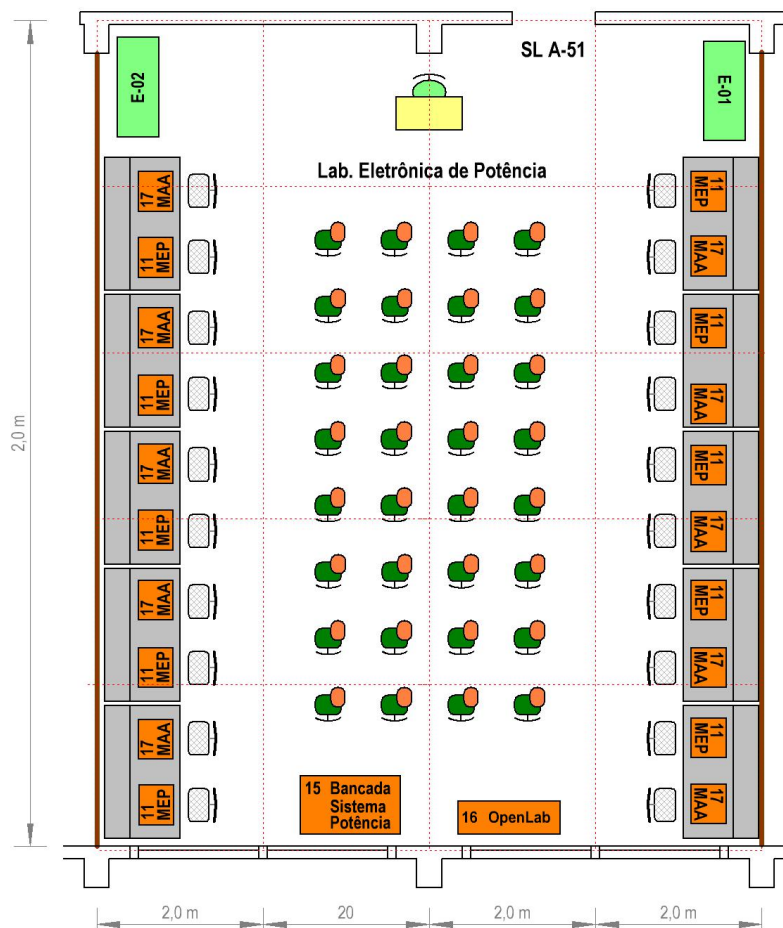 SL A-51
E-02
E-01
Lab. Eletrônica de Potência
17
MAA
11
MEP
11
MEP
17
MAA
17
MAA
11
MEP
11
MEP
17
MAA
17
MAA
11
MEP
11
MEP
17
MAA
17
MAA
11
MEP
11
MEP
17
MAA
17
MAA
11
MEP
11
MEP
17
MAA
2,0 m
15 Bancada
Sistema
Potência
16 OpenLab
2,0 m
20
2,0 m
2,0 m